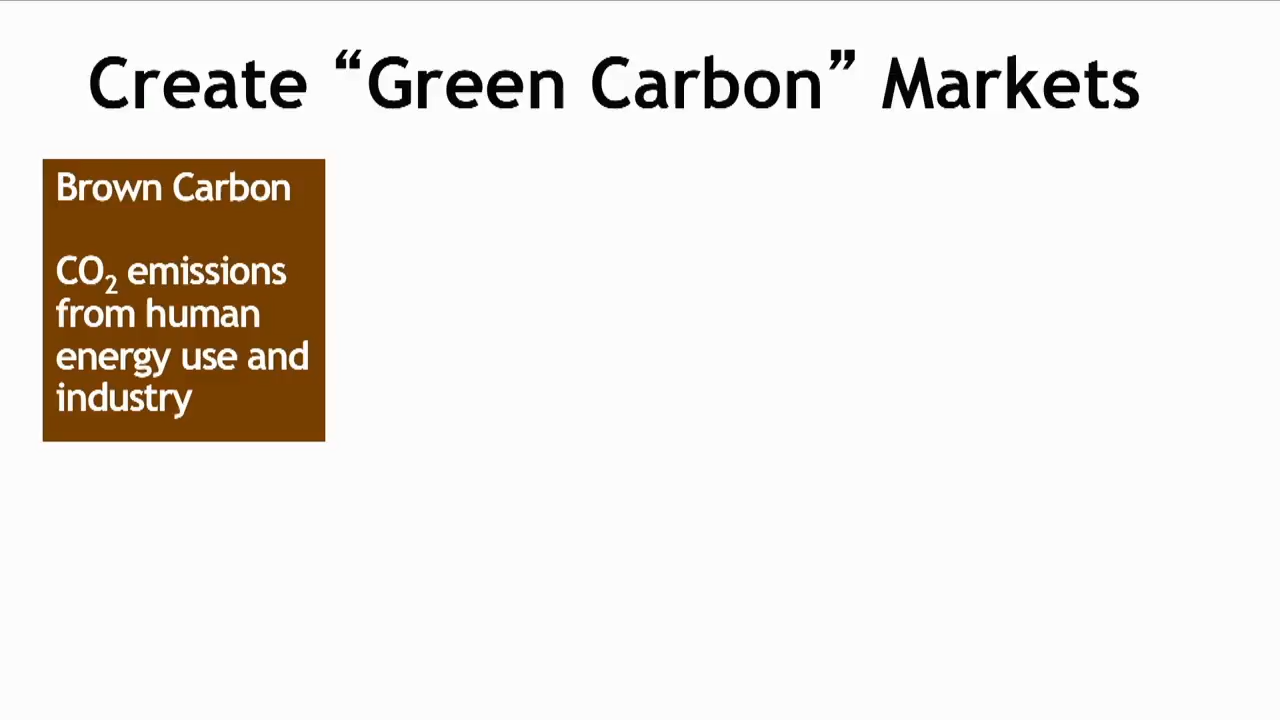 Create “Green Carbon” Markets
Brown Carbon
CO₂ emissions
from human
energy use and
industry